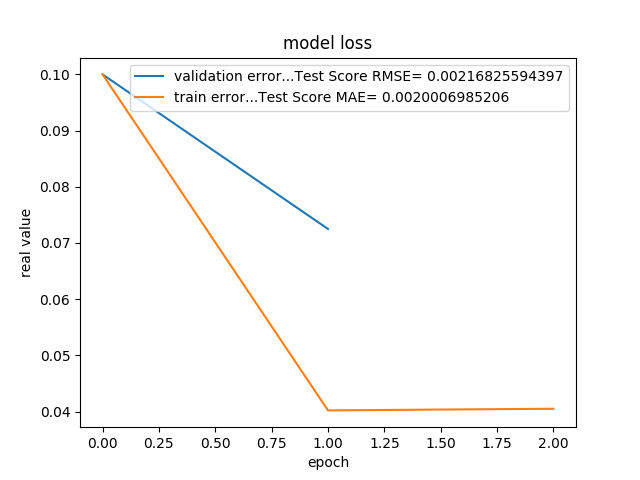 model loss
validation error...Test Score RMSE= 0.00216825594397
train error...Test Score MAE= 0.0020006985206
real value
0.10
0.09
0.08
0.07
0.06
0.05
0.04
0.00 0.25 0.50 0.75 1.00 1.25 1.50 1.75 2.00
epoch